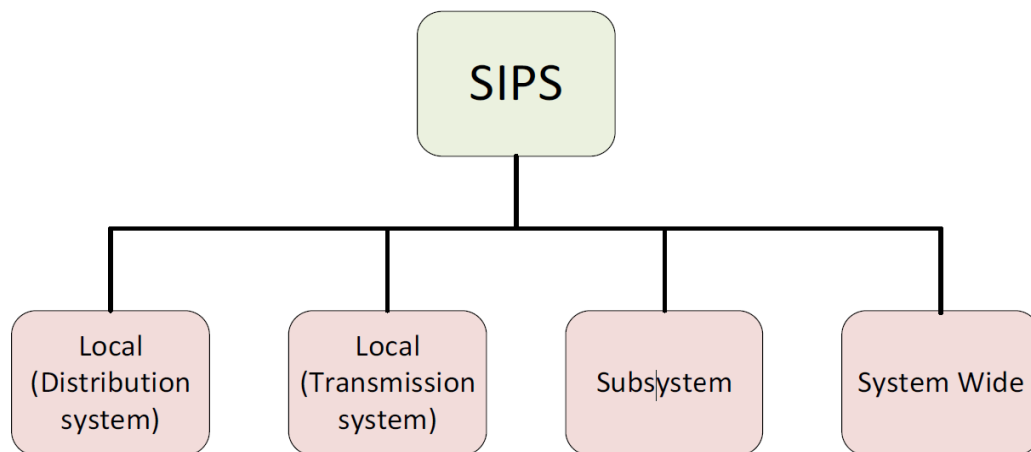 SIPS
Local
(Distribution
system)
Local
(Transmission
system)
Subsystem
System Wide